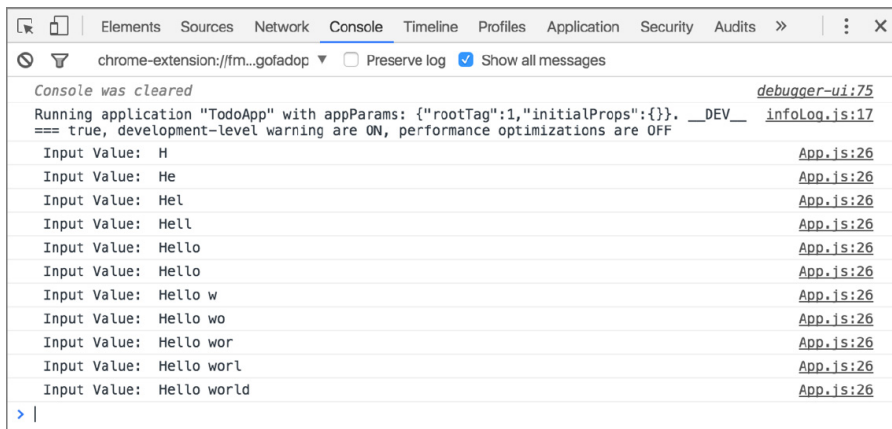 Elements Sources Network Console Timeline Profiles Application Security Audits » ⋮ ×
chrome-extension://fm...gofadop ▼ Preserve log Show all messages
Console was cleared debugger-ui:75
Running application "TodoApp" with appParams: {"rootTag":1,"initialProps":{}}. __DEV__ infoLog.js:17
=== true, development-level warning are ON, performance optimizations are OFF
Input Value: H App.js:26
Input Value: He App.js:26
Input Value: Hel App.js:26
Input Value: Hell App.js:26
Input Value: Hello App.js:26
Input Value: Hello App.js:26
Input Value: Hello w App.js:26
Input Value: Hello wo App.js:26
Input Value: Hello wor App.js:26
Input Value: Hello worl App.js:26
Input Value: Hello world App.js:26
>